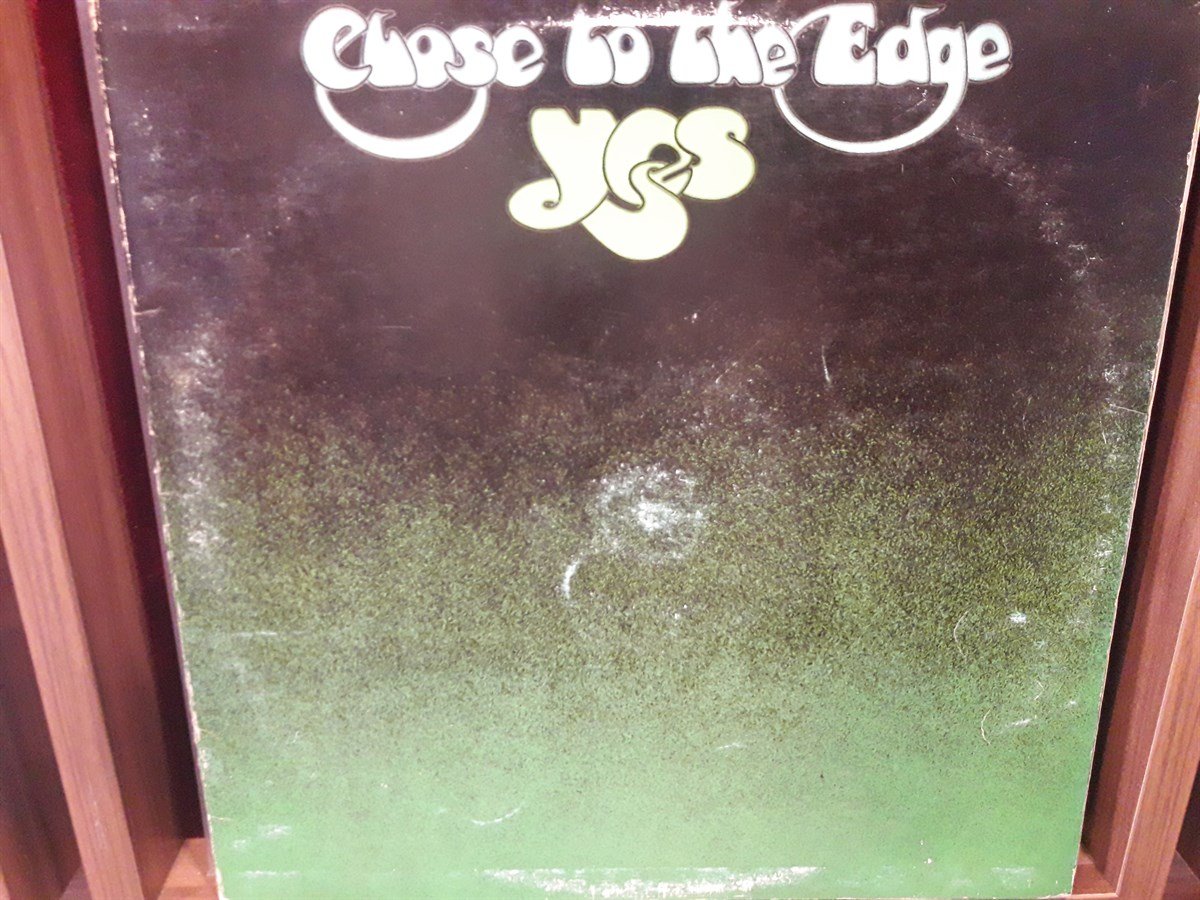 Close to the Edge
Yes